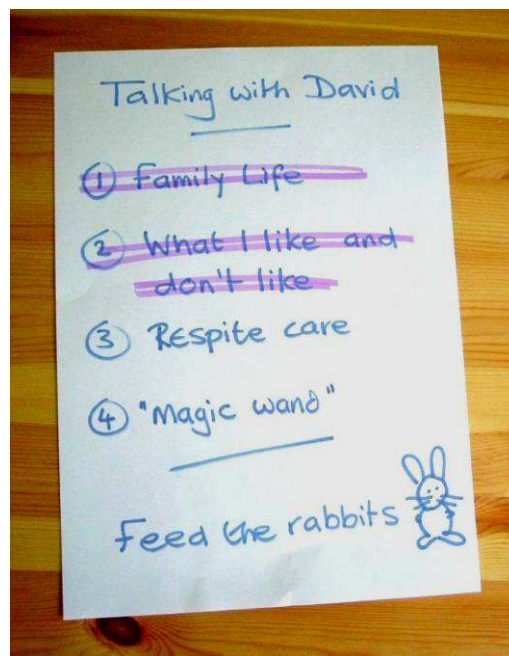 Talking with David
① Family Life
② What I like and
don't like
③ Respite care
④ "Magic wand"
Feed the rabbits